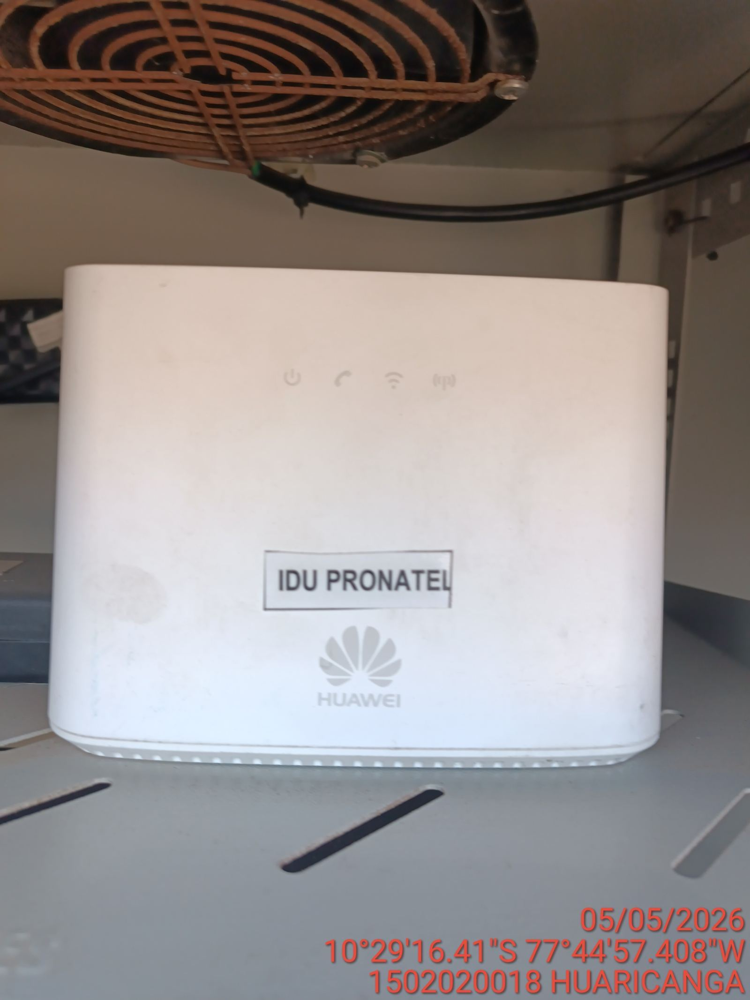 IDU PRONATEL
HUAWEI
05/05/2026
10°29'16.41"S 77°44'57.408"W
1502020018 HUARICANGA